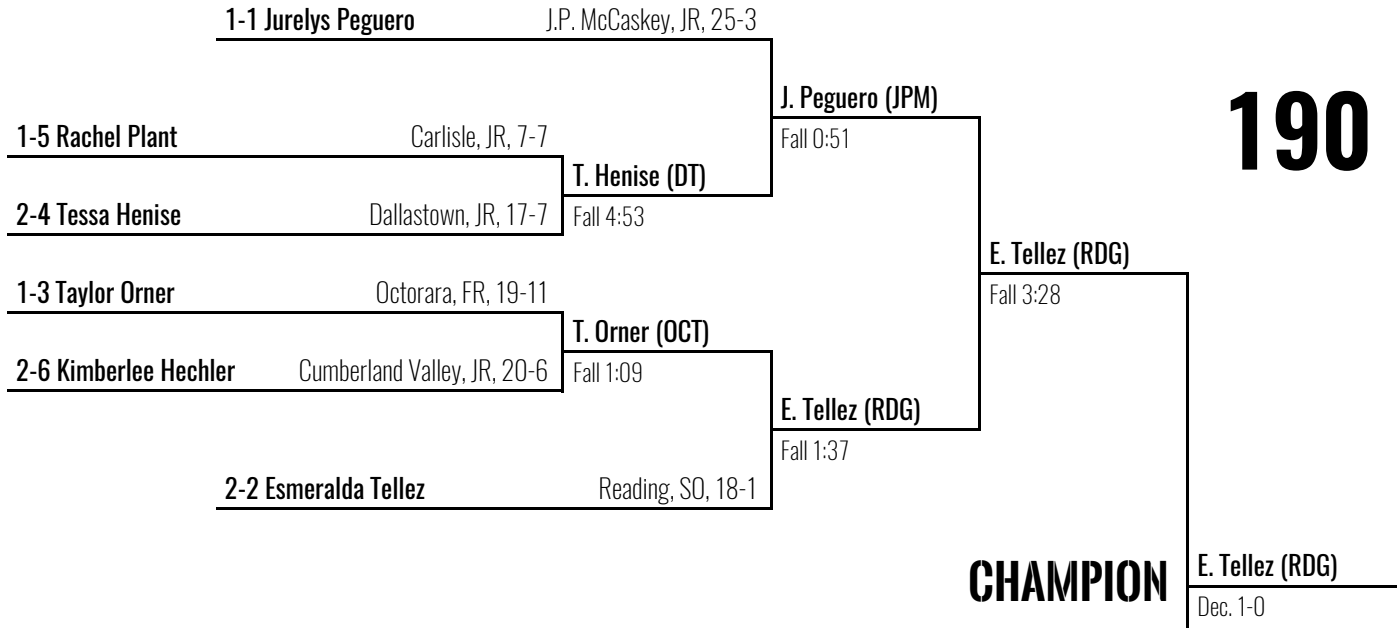 1-1 Jurelys Peguero J.P. McCaskey, JR, 25-3
J. Peguero (JPM)
Fall 0:51
190
1-5 Rachel Plant Carlisle, JR, 7-7
T. Henise (DT)
Fall 4:53
2-4 Tessa Henise Dallastown, JR, 17-7
E. Tellez (RDG)
Fall 3:28
1-3 Taylor Orner Octorara, FR, 19-11
T. Orner (OCT)
Fall 1:09
2-6 Kimberlee Hechler Cumberland Valley, JR, 20-6
E. Tellez (RDG)
Fall 1:37
2-2 Esmeralda Tellez Reading, SO, 18-1
CHAMPION
E. Tellez (RDG)
Dec. 1-0